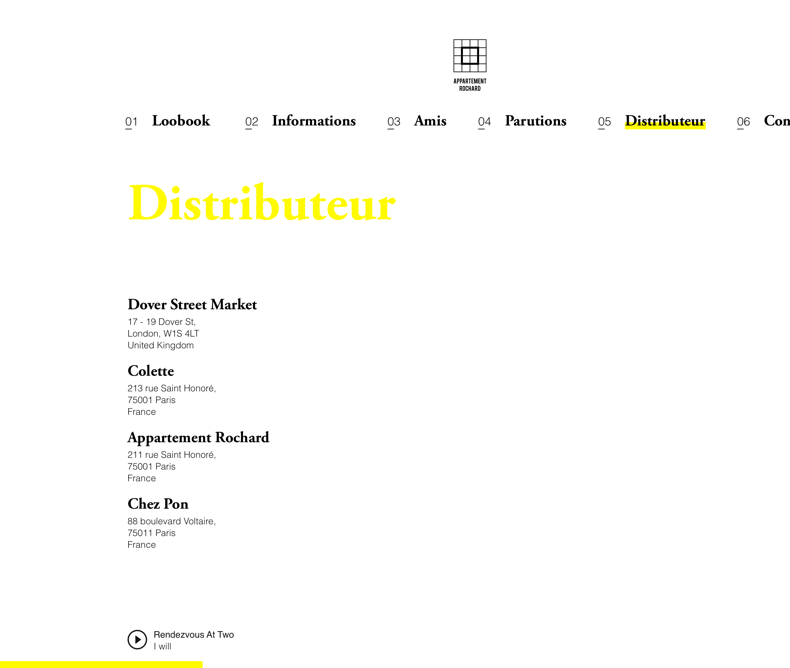 APPARTEMENT
ROCHARD
01 Loobook 02 Informations 03 Amis 04 Parutions 05 Distributeur 06 Con
Distributeur
Dover Street Market
17 - 19 Dover St,
London, W1S 4LT
United Kingdom
Colette
213 rue Saint Honoré,
75001 Paris
France
Appartement Rochard
211 rue Saint Honoré,
75001 Paris
France
Chez Pon
88 boulevard Voltaire,
75011 Paris
France
Rendezvous At Two
I will